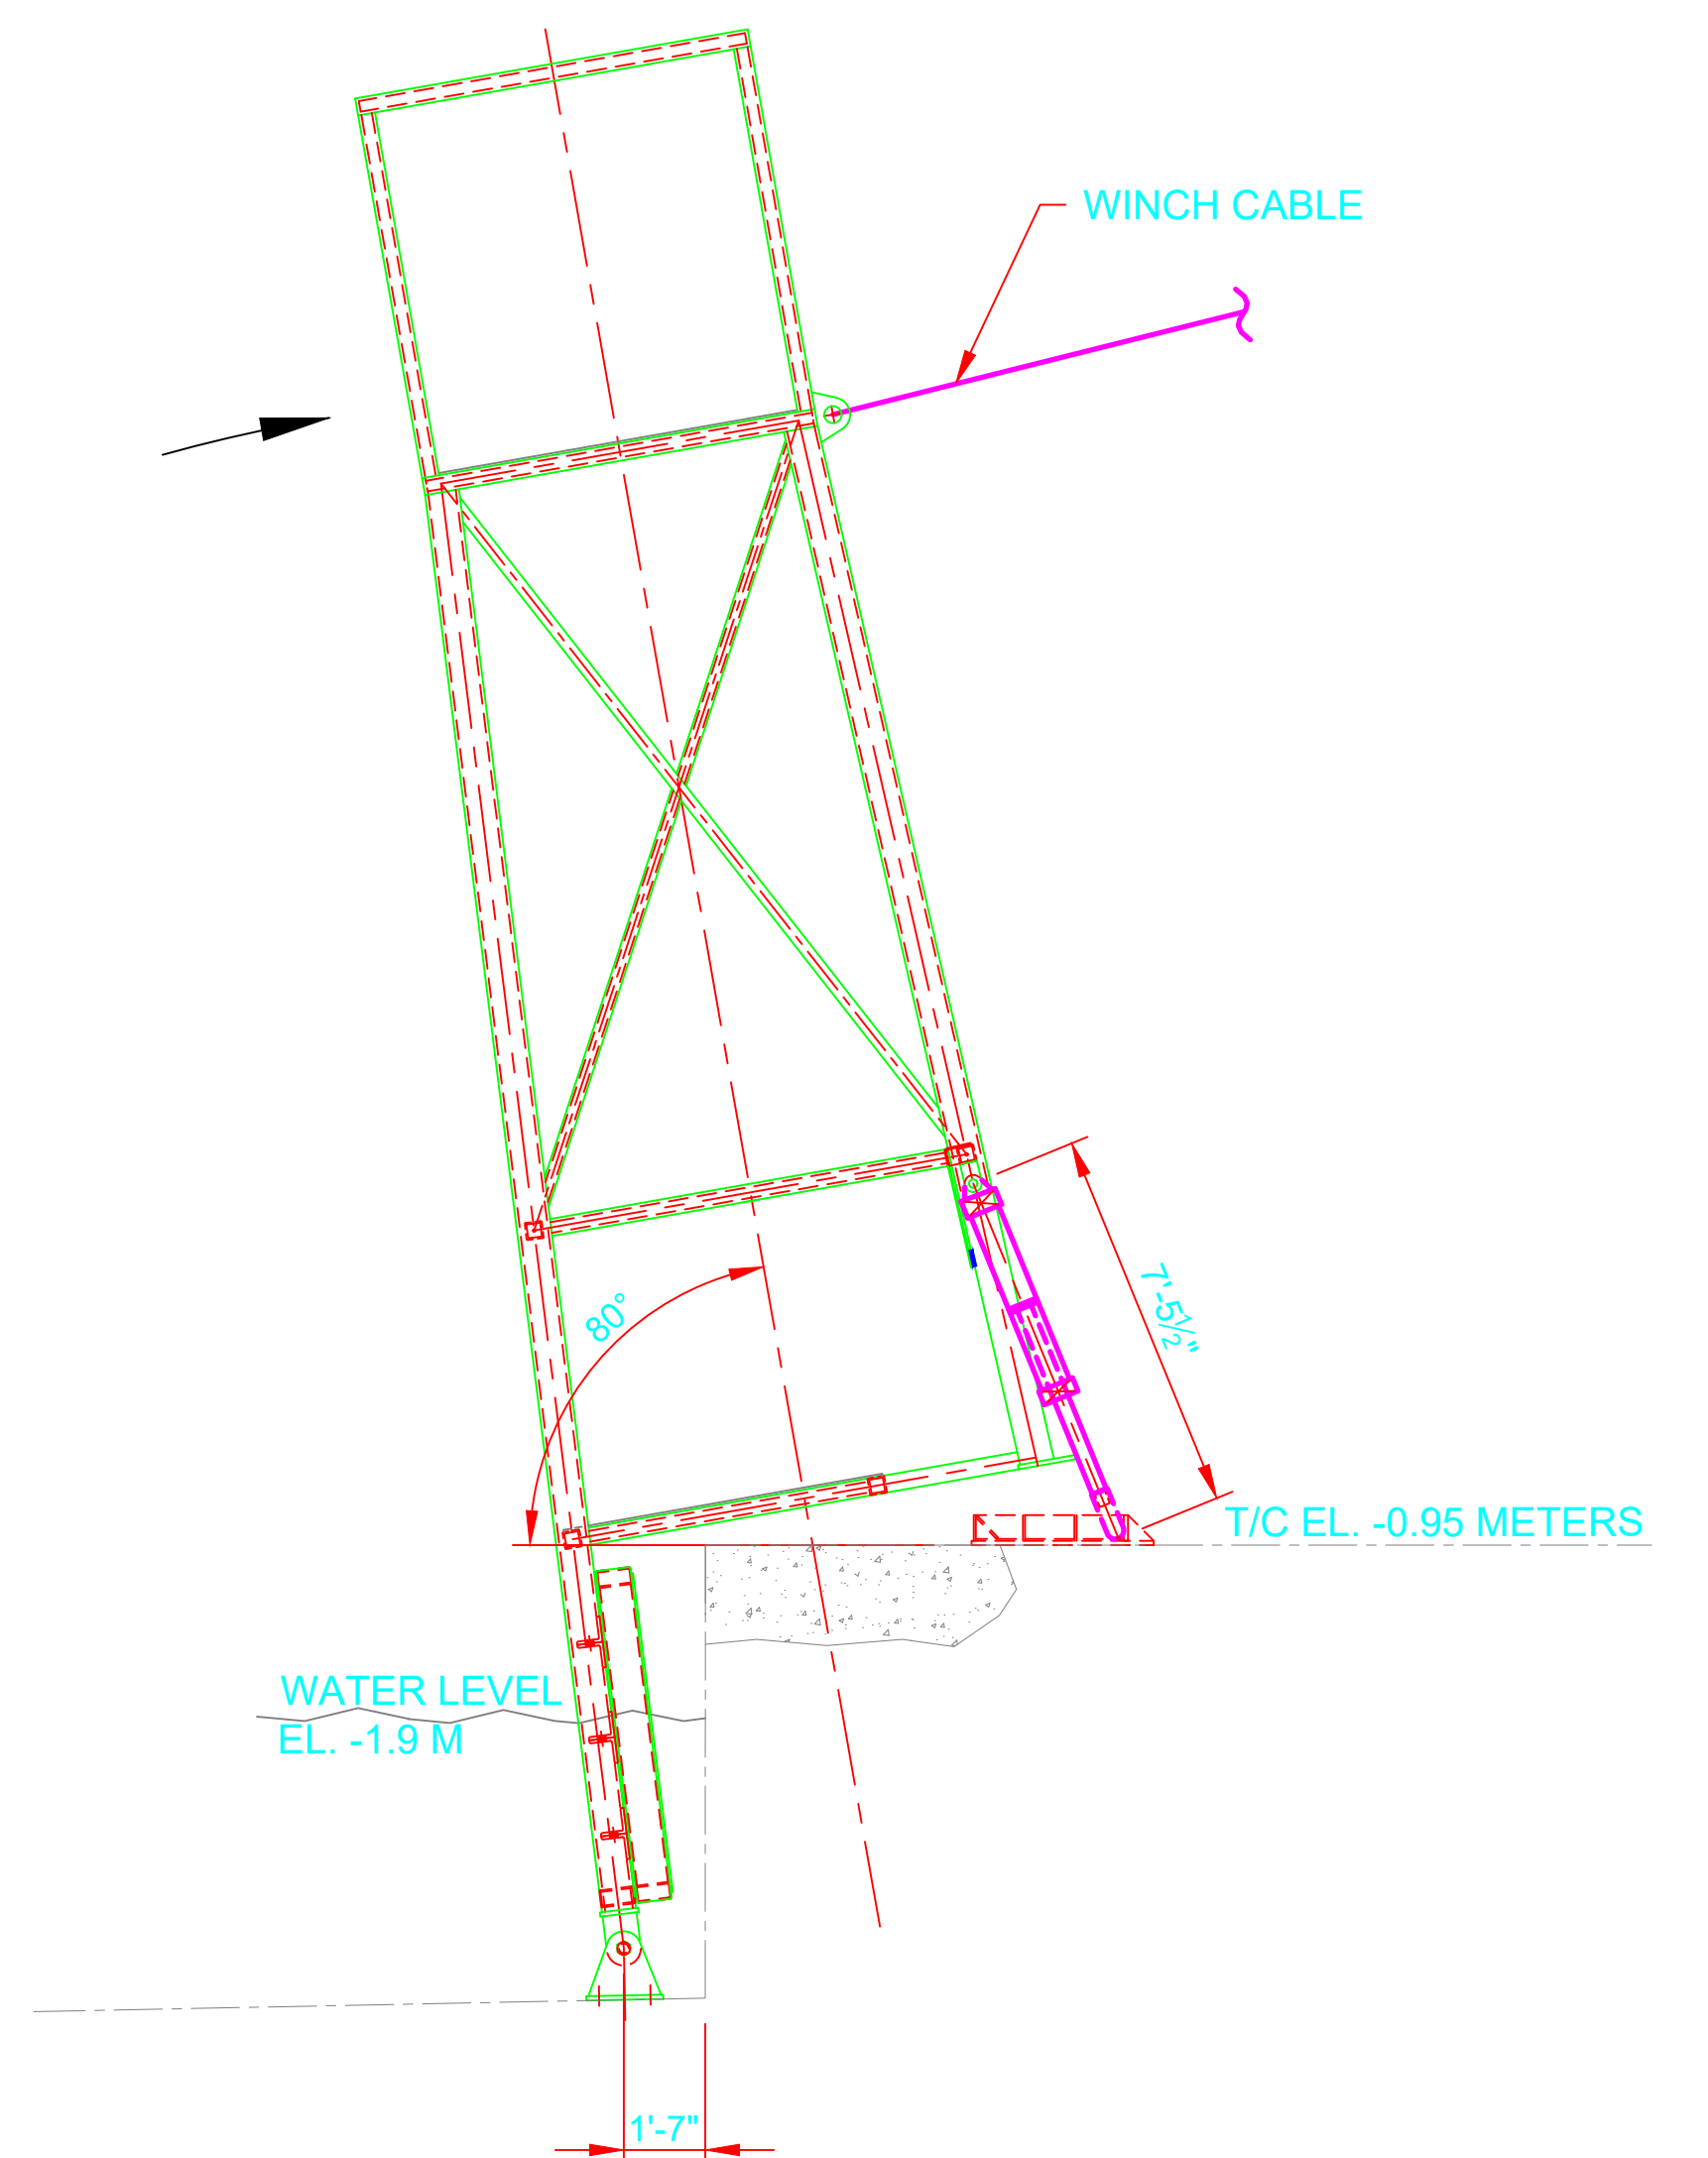 WINCH CABLE
80°
7'-5½"
T/C EL. -0.95 METERS
WATER LEVEL
EL. -1.9 M
1'-7"